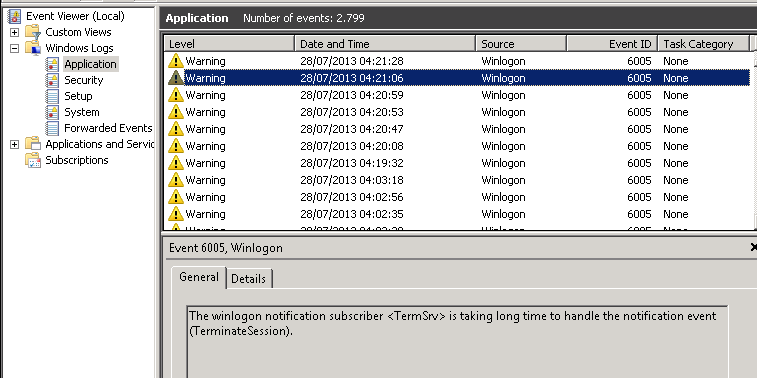 Event Viewer (Local)
Custom Views
Windows Logs
Application
Security
Setup
System
Forwarded Events
Applications and Servic
Subscriptions
Application Number of events: 2.799
Level Date and Time Source Event ID Task Category
Warning 28/07/2013 04:21:28 Winlogon 6005 None
Warning 28/07/2013 04:21:06 Winlogon 6005 None
Warning 28/07/2013 04:20:59 Winlogon 6005 None
Warning 28/07/2013 04:20:53 Winlogon 6005 None
Warning 28/07/2013 04:20:47 Winlogon 6005 None
Warning 28/07/2013 04:20:08 Winlogon 6005 None
Warning 28/07/2013 04:19:32 Winlogon 6005 None
Warning 28/07/2013 04:03:18 Winlogon 6005 None
Warning 28/07/2013 04:02:56 Winlogon 6005 None
Warning 28/07/2013 04:02:35 Winlogon 6005 None
Event 6005, Winlogon
General Details
The winlogon notification subscriber <TermSrv> is taking long time to handle the notification event
(TerminateSession).